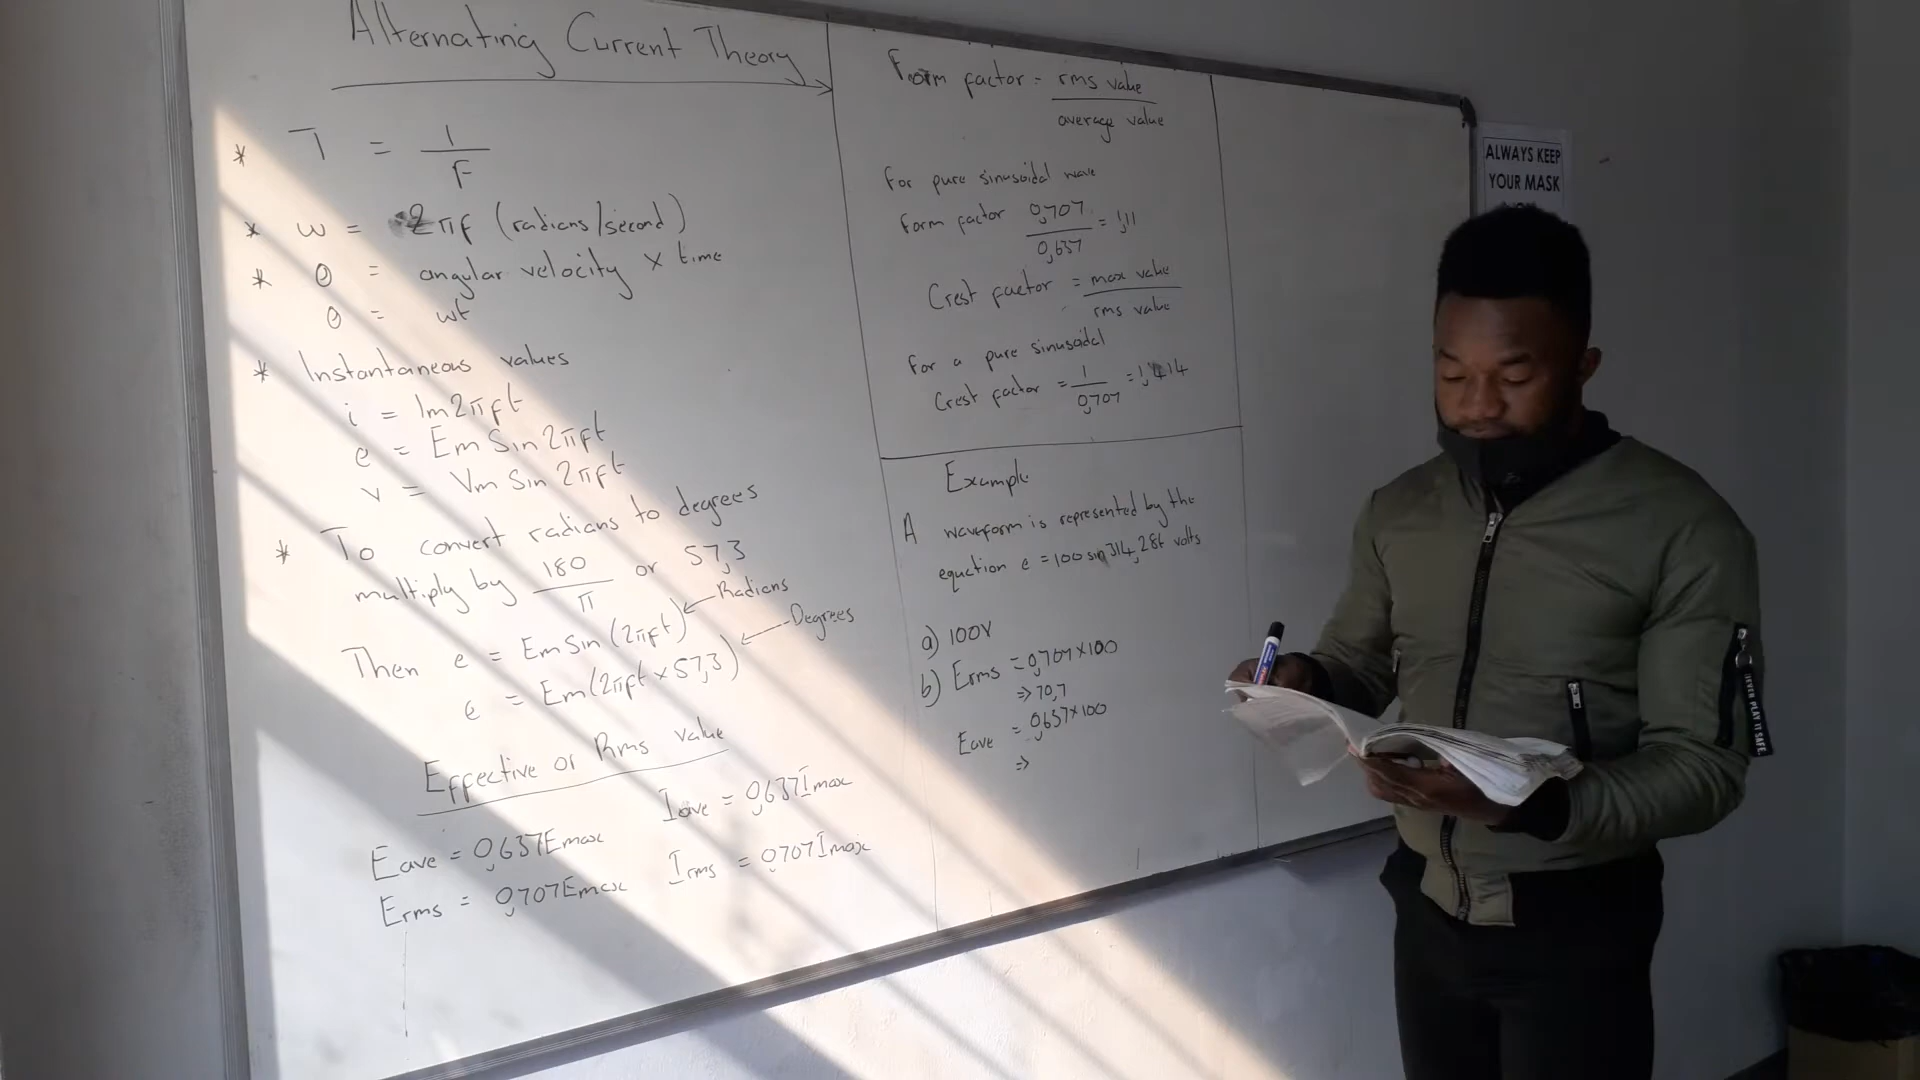 Alternating Current Theory
* T = 1/F
* w = 2πf (radians/second)
* θ = angular velocity x time
θ = wt
* Instantaneous values
i = Im2πft
e = Em Sin 2πft
v = Vm Sin 2πft
* To convert radians to degrees
multiply by 180/π or 57,3
Then e = Em Sin (2πft) ← Radians
e = Em(2πft x 57,3) ← Degrees
Effective or Rms value
Eave = 0,637Emax
Iave = 0,637Imax
Erms = 0,707Emax
Irms = 0,707Imax
Form factor = rms value / average value
For pure sinusoidal wave
Form factor 0,707/0,637 = 1,11
Crest factor = max value / rms value
For a pure sinusoidal
Crest factor = 1/0,707 = 1,414
Example
A waveform is represented by the
equation e = 100 sin 314,28t volts
a) 100V
b) Erms = 0,707x100
=> 70,7
Eave = 0,637x100
=>
ALWAYS KEEP
YOUR MASK
EVER PLAY IT SAFE.